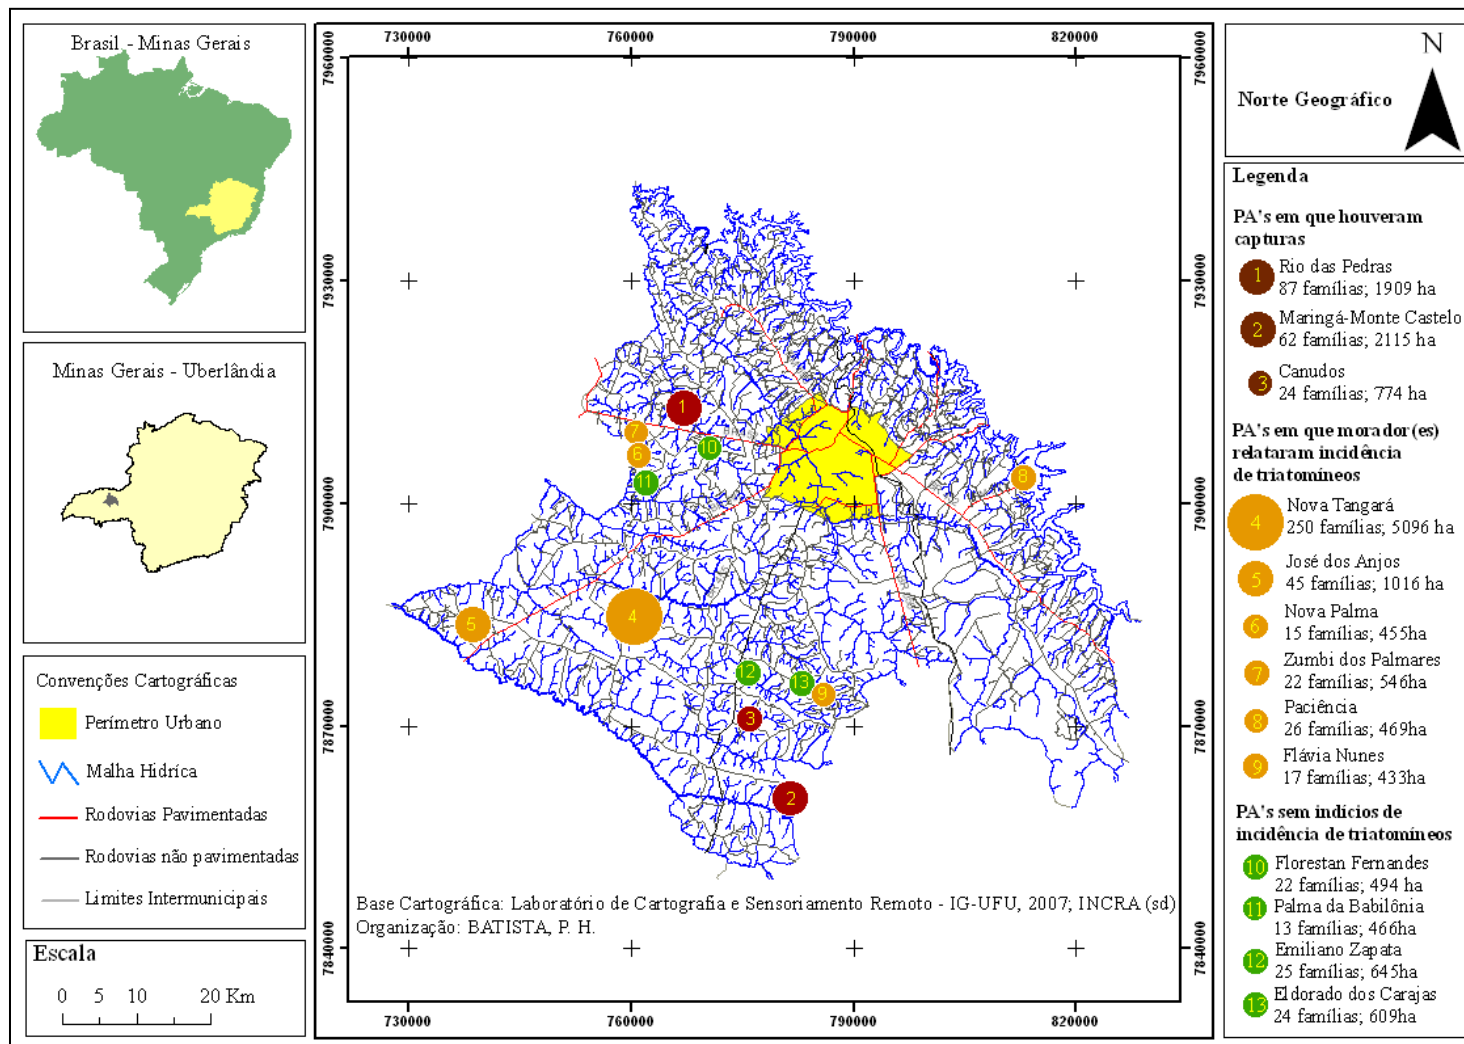 Brasil - Minas Gerais
Minas Gerais - Uberlândia
Convenções Cartográficas
Perímetro Urbano
Malha Hidríca
Rodovias Pavimentadas
Rodovias não pavimentadas
Limites Intermunicipais
Escala
0 5 10 20 Km
730000 760000 790000 820000
7960000 7960000
7930000 7930000
7900000 7900000
7870000 7870000
7840000 7840000
1
7
6
10
11
8
4
5
12
13
9
3
2
Base Cartográfica: Laboratório de Cartografia e Sensoriamento Remoto - IG-UFU, 2007; INCRA (sd)
Organização: BATISTA, P. H.
730000 760000 790000 820000
N
Norte Geográfico
Legenda
PA's em que houveram
capturas
1 Rio das Pedras
87 famílias; 1909 ha
2 Maringá-Monte Castelo
62 famílias; 2115 ha
3 Canudos
24 famílias; 774 ha
PA's em que morador(es)
relataram incidência
de triatomíneos
4 Nova Tangará
250 famílias; 5096 ha
5 José dos Anjos
45 famílias; 1016 ha
6 Nova Palma
15 famílias; 455ha
7 Zumbi dos Palmares
22 famílias; 546ha
8 Paciência
26 famílias; 469ha
9 Flávia Nunes
17 famílias; 433ha
PA's sem indícios de
incidência de triatomíneos
10 Florestan Fernandes
22 famílias; 494 ha
11 Palma da Babilônia
13 famílias; 466ha
12 Emiliano Zapata
25 famílias; 645ha
13 Eldorado dos Carajas
24 famílias; 609ha